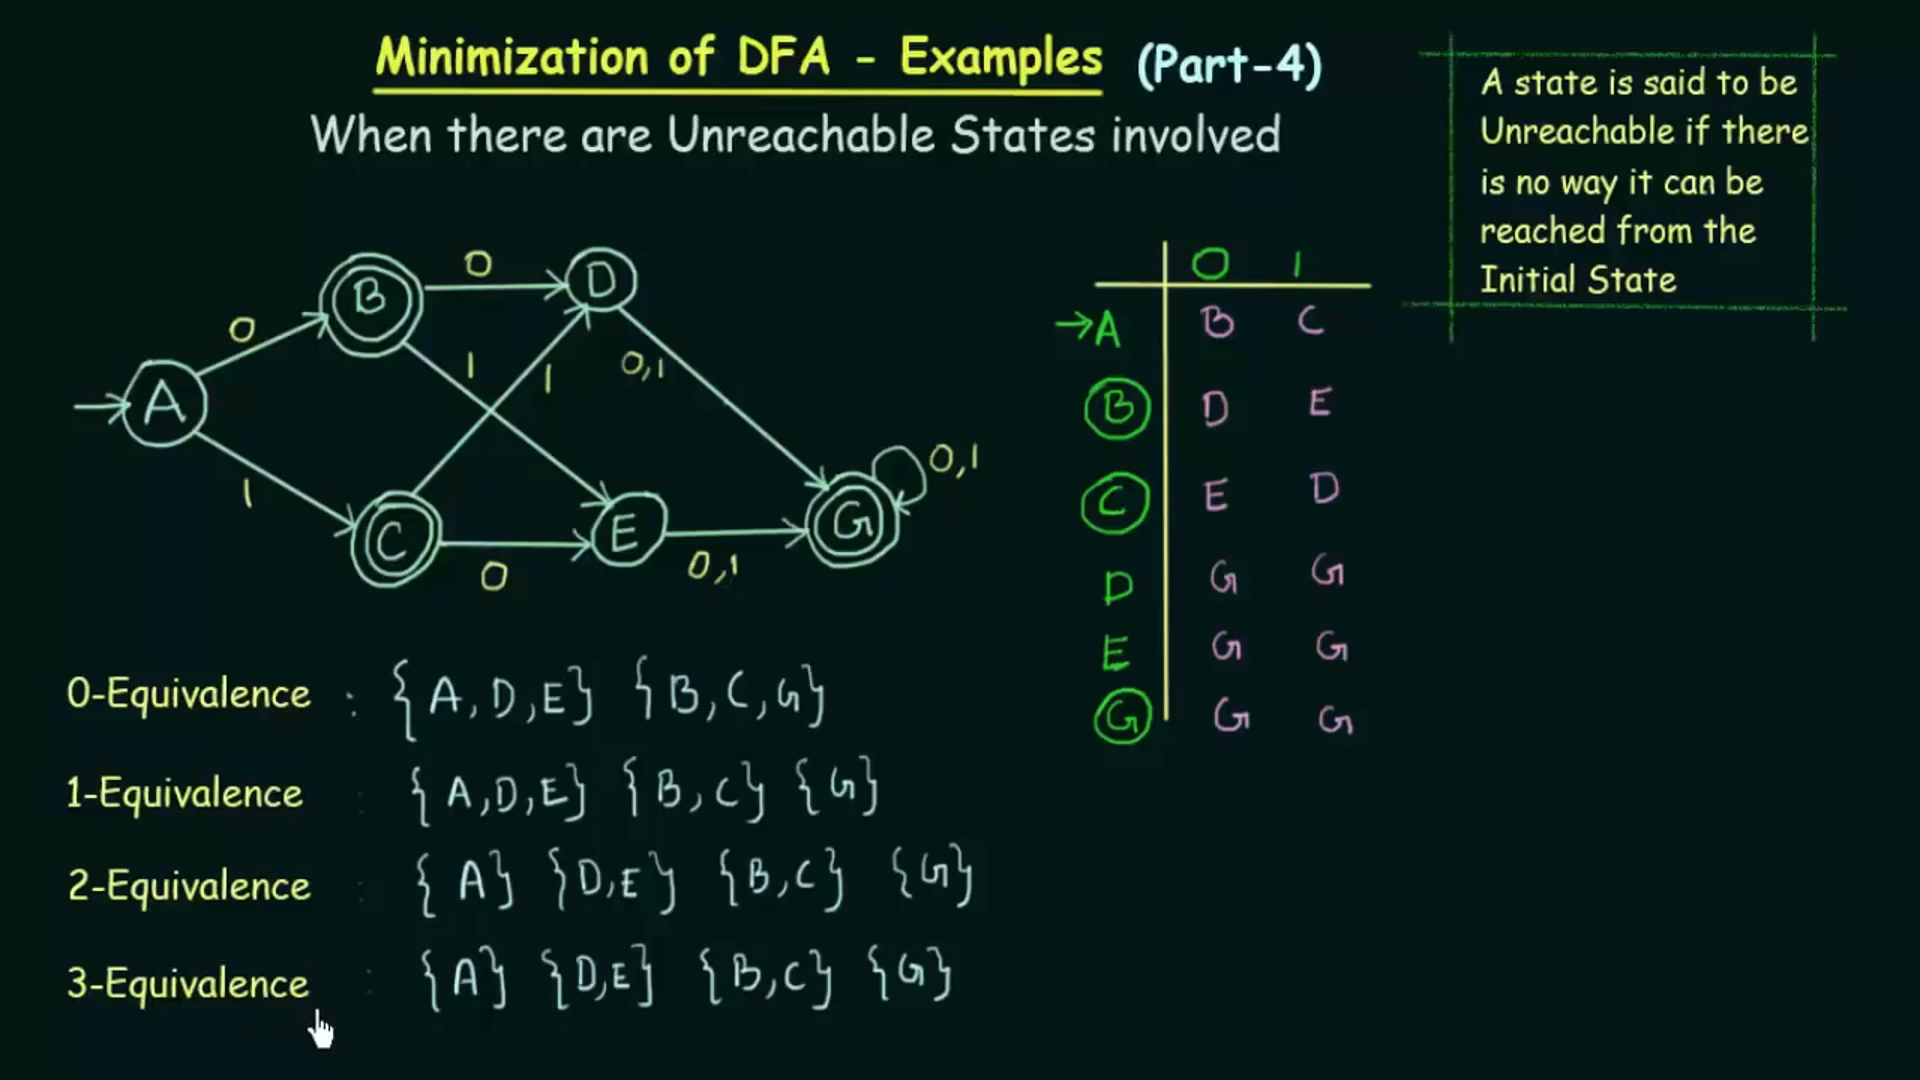 Minimization of DFA - Examples (Part-4)
When there are Unreachable States involved
A state is said to be
Unreachable if there
is no way it can be
reached from the
Initial State
0
B
D
0
1
1
0,1
A
0,1
1
C
E
G
0
0,1
0 1
→A B C
B D E
C E D
D G G
E G G
G G G
0-Equivalence : {A, D, E} {B, C, G}
1-Equivalence : {A, D, E} {B, C} {G}
2-Equivalence : {A} {D, E} {B, C} {G}
3-Equivalence : {A} {D, E} {B, C} {G}